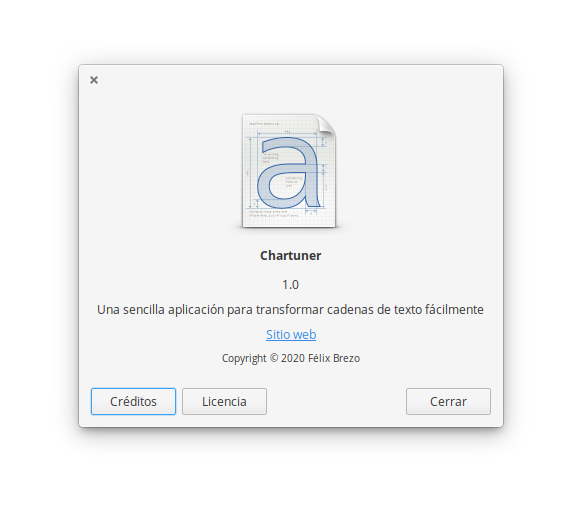 a
Chartuner
1.0
Una sencilla aplicación para transformar cadenas de texto fácilmente
Sitio web
Copyright © 2020 Félix Brezo
Créditos Licencia Cerrar